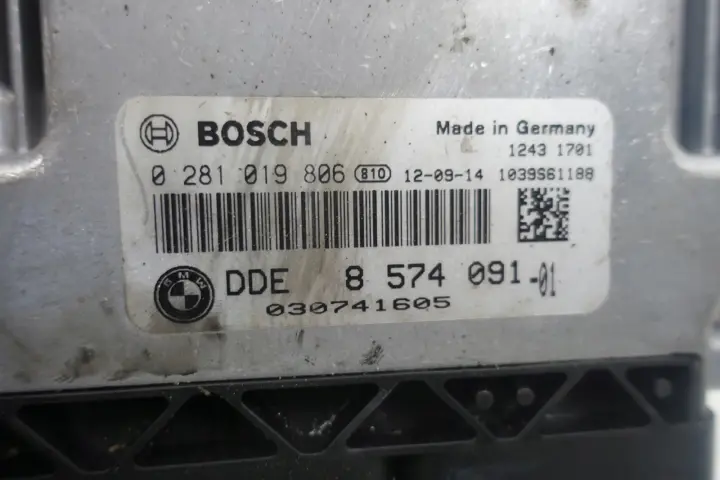 BOSCH Made in Germany
1243 1701
0 281 019 806 810 12-09-14 1039S61188
BMW DDE 8 574 091-01
030741605